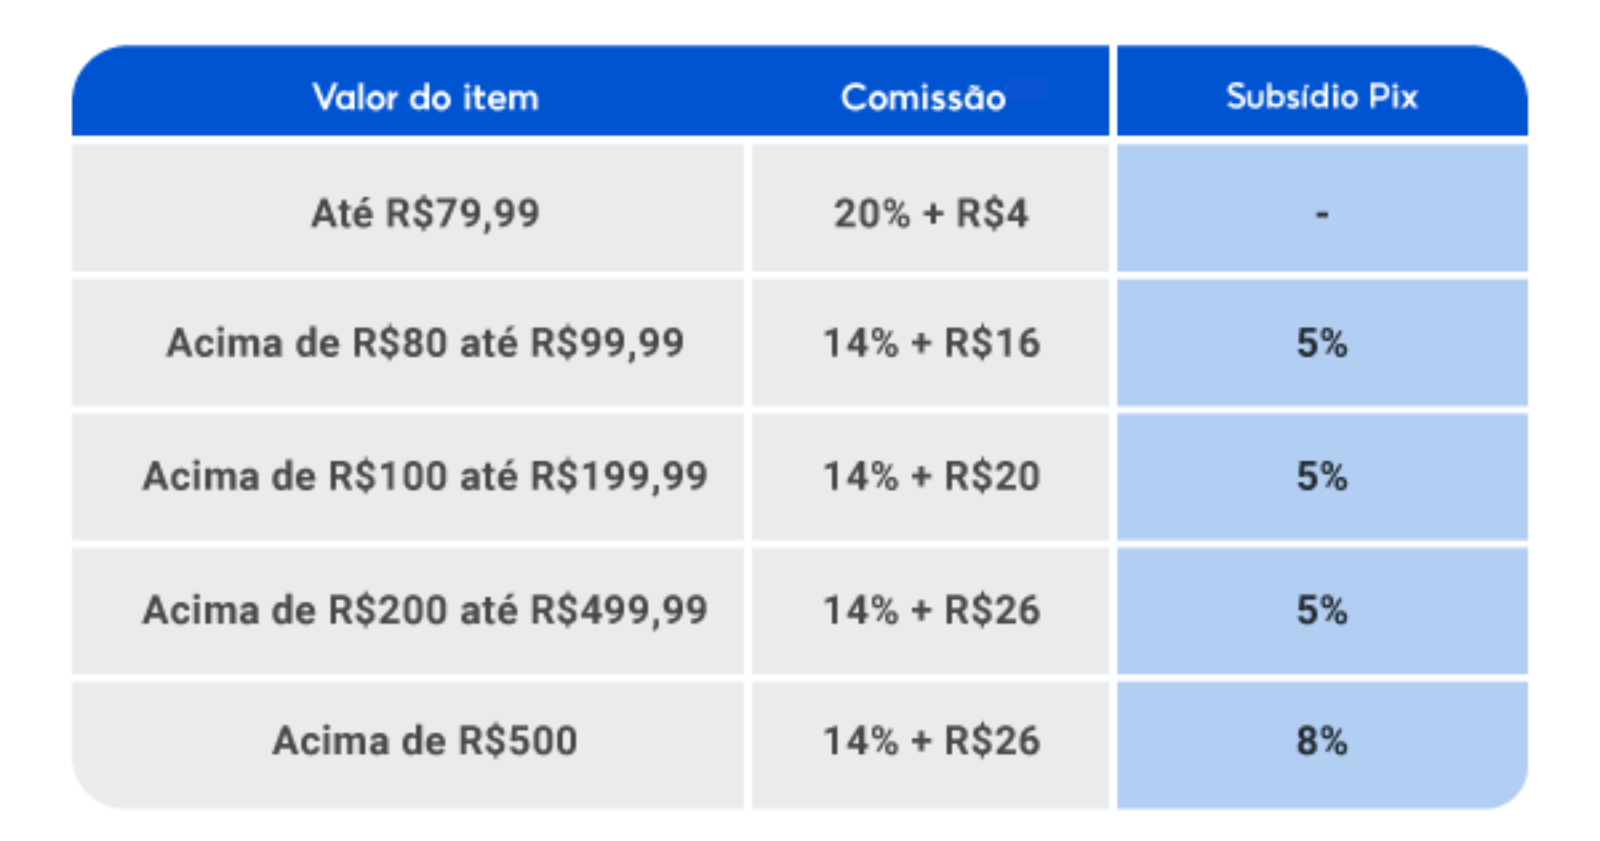 Valor do item Comissão Subsídio Pix
Até R$79,99 20% + R$4 -
Acima de R$80 até R$99,99 14% + R$16 5%
Acima de R$100 até R$199,99 14% + R$20 5%
Acima de R$200 até R$499,99 14% + R$26 5%
Acima de R$500 14% + R$26 8%